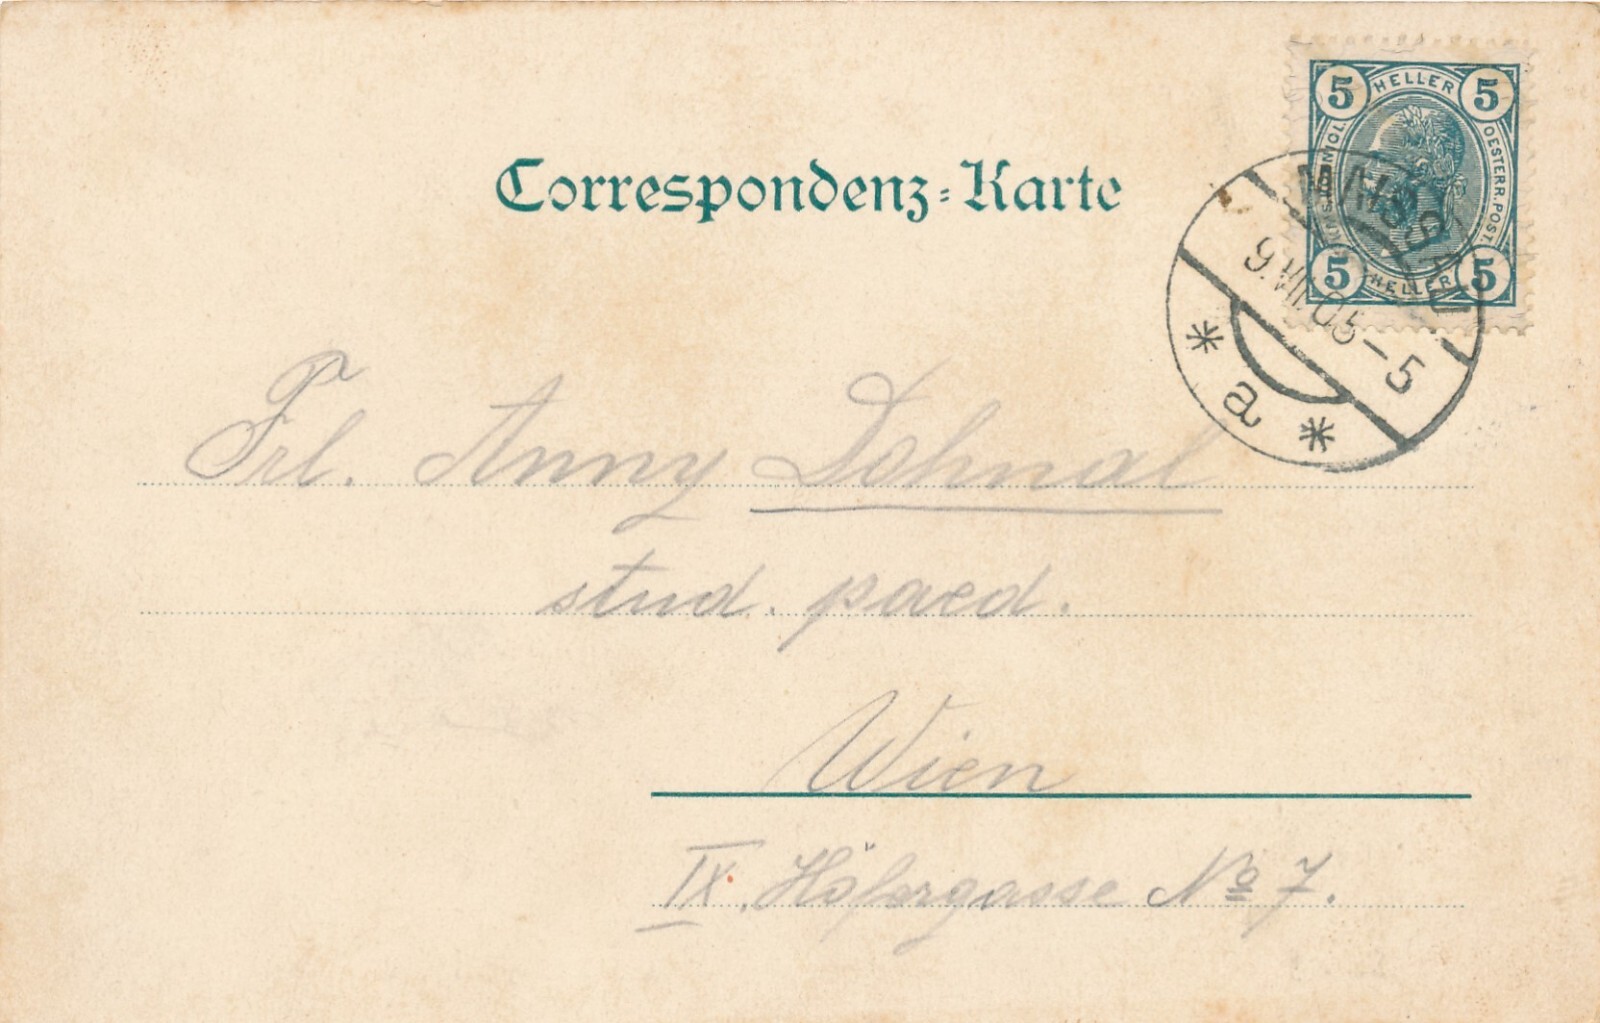 5 HELLER 5
OESTERR. POST.
5 HELLER 5
9.VII.05-5
* a *
Correspondenz-Karte
Frl. Anny Dohnal
stud. paed.
Wien
IX. Höfergasse No 7.